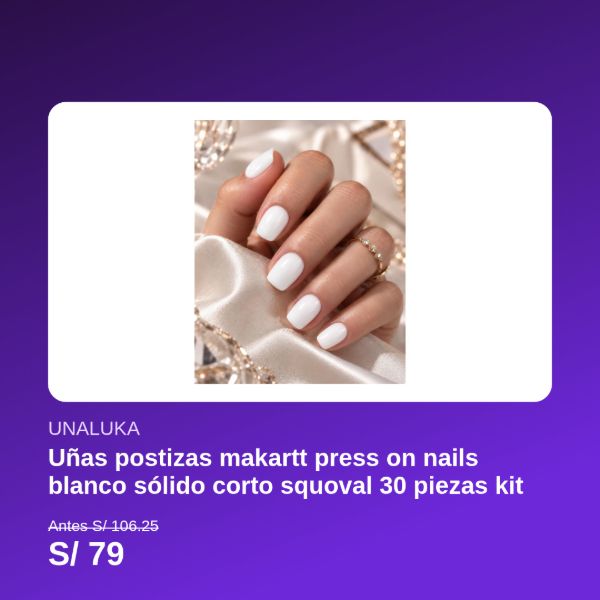 UNALUKA
Uñas postizas makartt press on nails
blanco sólido corto squoval 30 piezas kit
Antes S/ 106.25
S/ 79